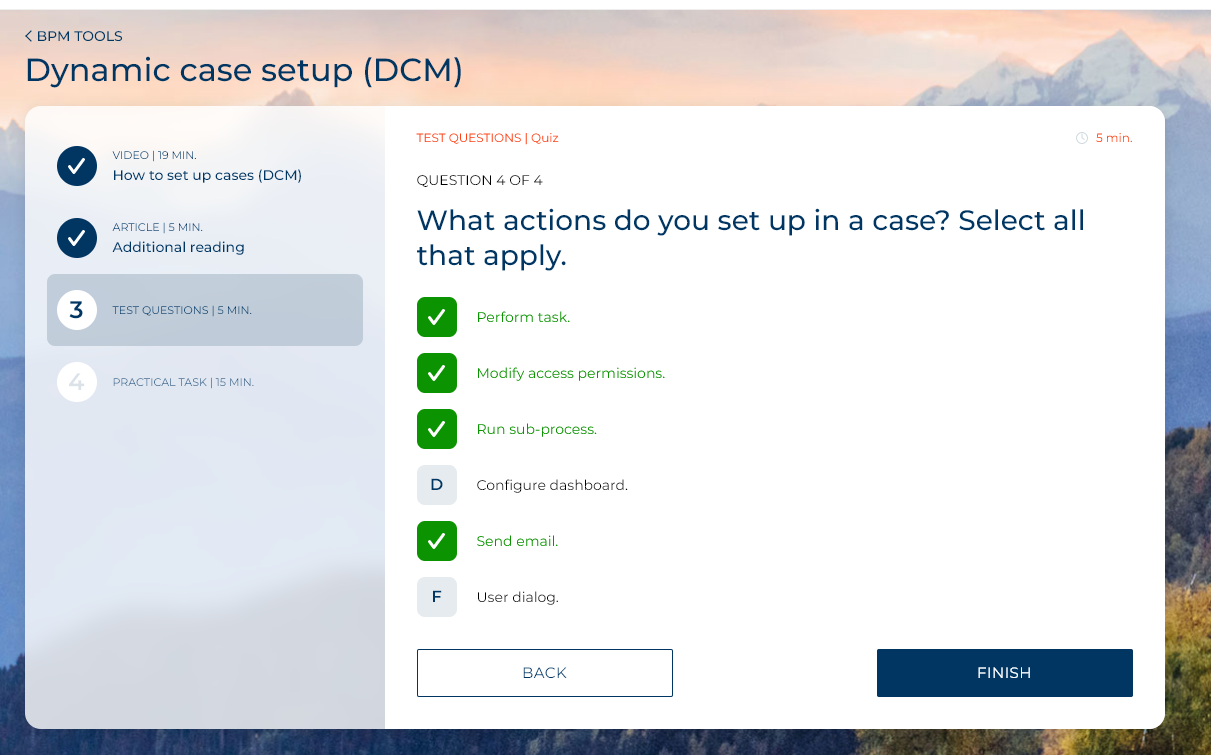 < BPM TOOLS
Dynamic case setup (DCM)
VIDEO | 19 MIN.
How to set up cases (DCM)
ARTICLE | 5 MIN.
Additional reading
3
TEST QUESTIONS | 5 MIN.
4
PRACTICAL TASK | 15 MIN.
TEST QUESTIONS | Quiz
5 min.
QUESTION 4 OF 4
What actions do you set up in a case? Select all
that apply.
Perform task.
Modify access permissions.
Run sub-process.
D Configure dashboard.
Send email.
F User dialog.
BACK
FINISH